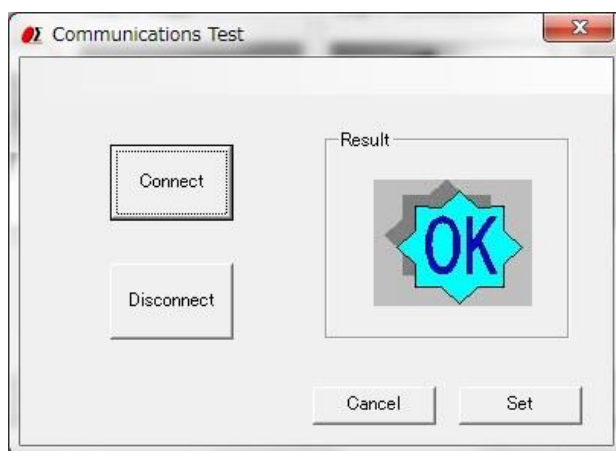 Communications Test
Connect
Result
OK
Disconnect
Cancel
Set